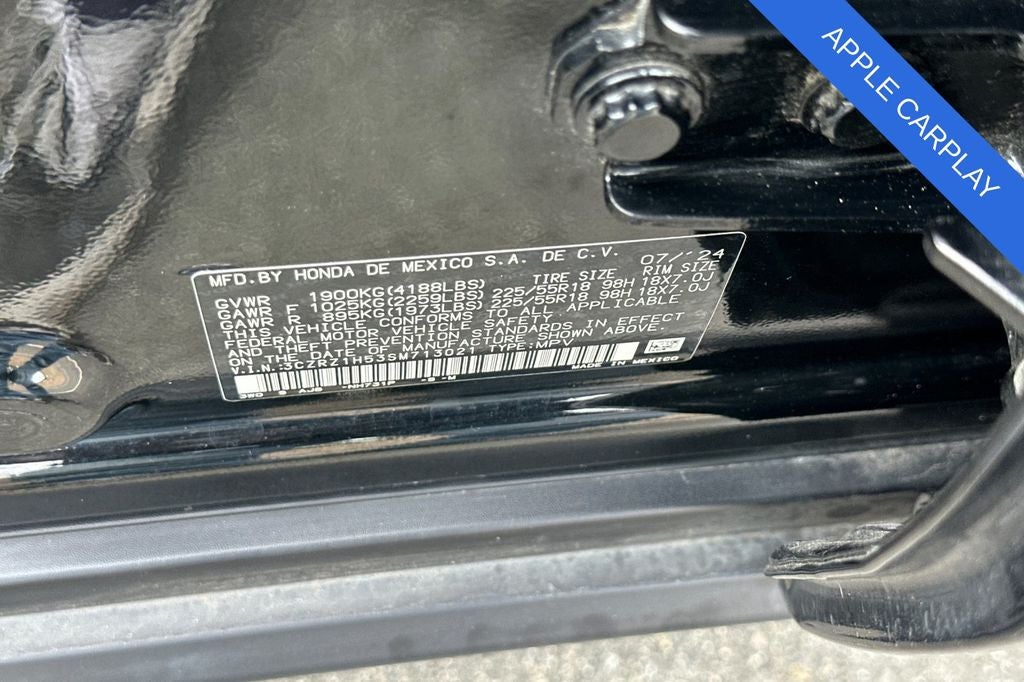 APPLE CARPLAY
MFD.BY HONDA DE MEXICO S.A. DE C.V. 07/'24
TIRE SIZE RIM SIZE
GVWR 1900KG(4188LBS)
GAWR F 1025KG(2259LBS) 225/55R18 98H 18X7.0J
GAWR R 895KG(1973LBS) 225/55R18 98H 18X7.0J
THIS VEHICLE CONFORMS TO ALL APPLICABLE
FEDERAL MOTOR VEHICLE SAFETY
AND THEFT PREVENTION STANDARDS IN EFFECT
ON THE DATE OF MANUFACTURE SHOWN ABOVE.
V.I.N.:3CZRZ1H53SM713021 TYPE:MPV
3W0 MADE IN MEXICO